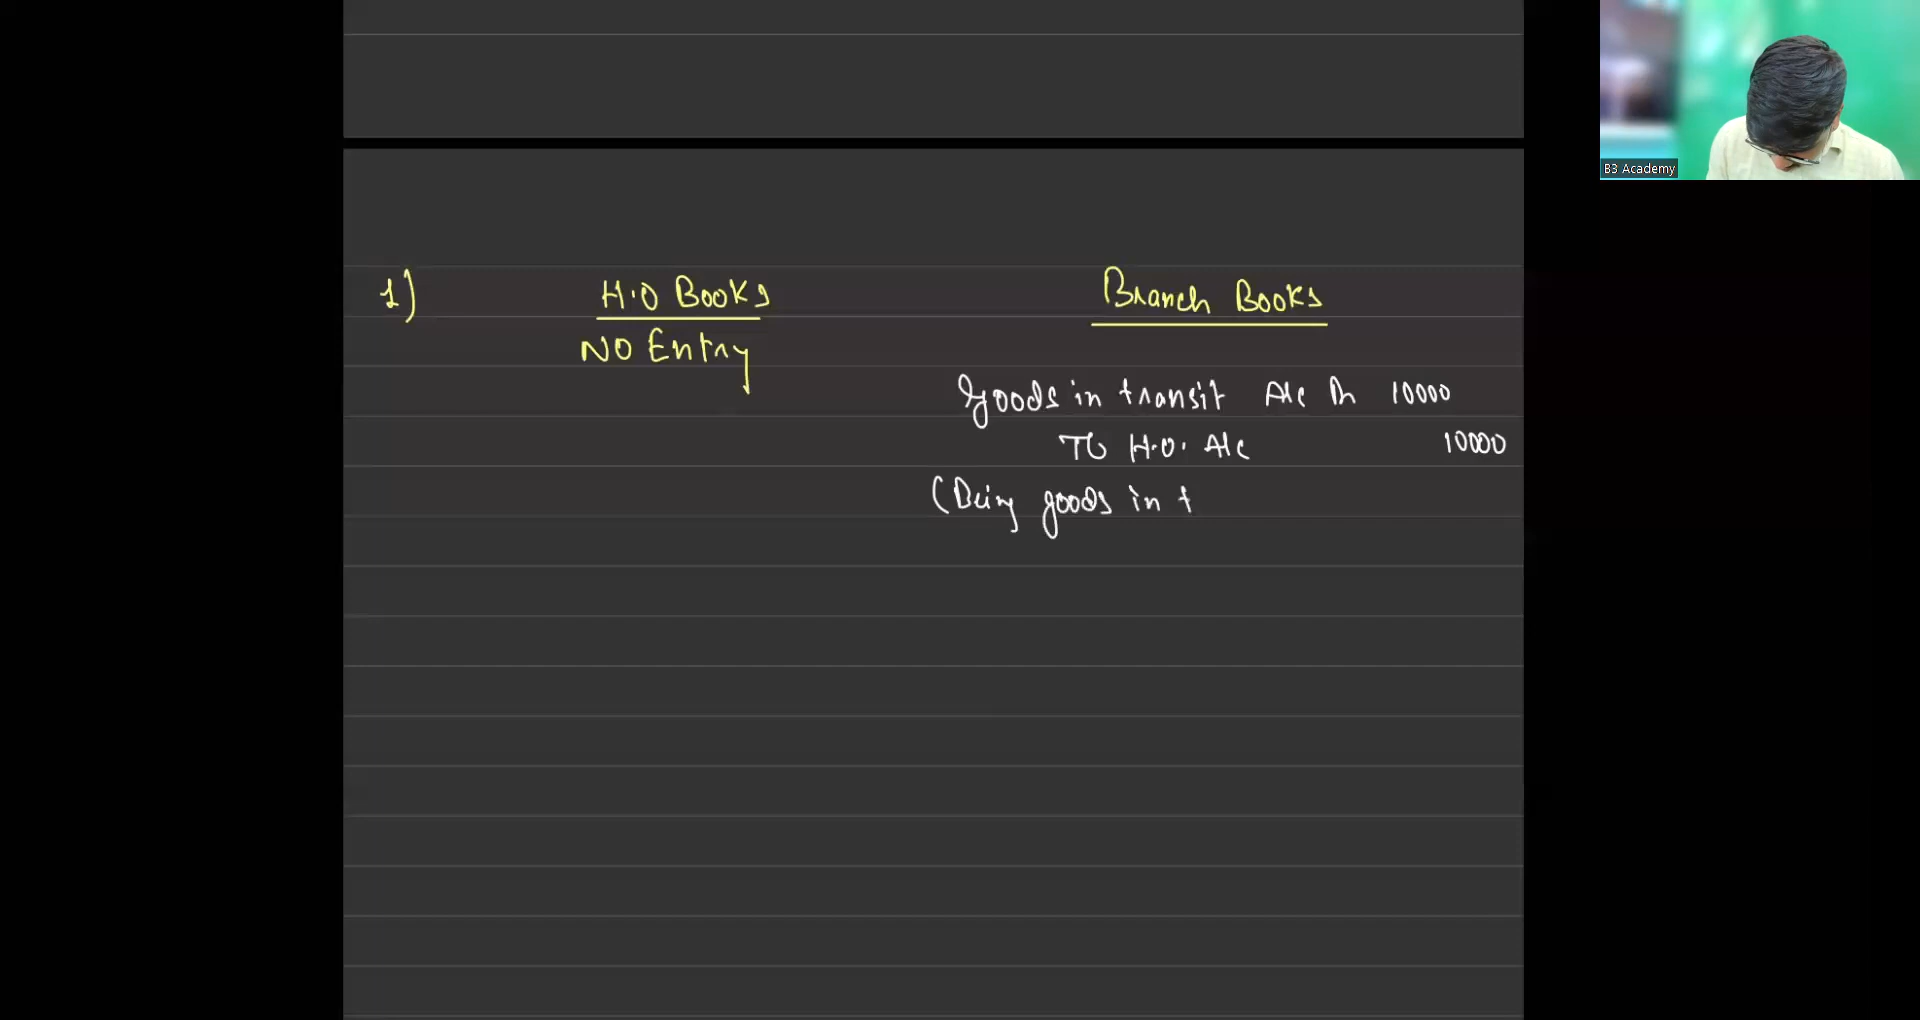 B3 Academy
1) H.O Books Branch Books
NO Entry
Goods in transit A/c Dr 10000
To H.O. A/c 10000
(Being goods in t